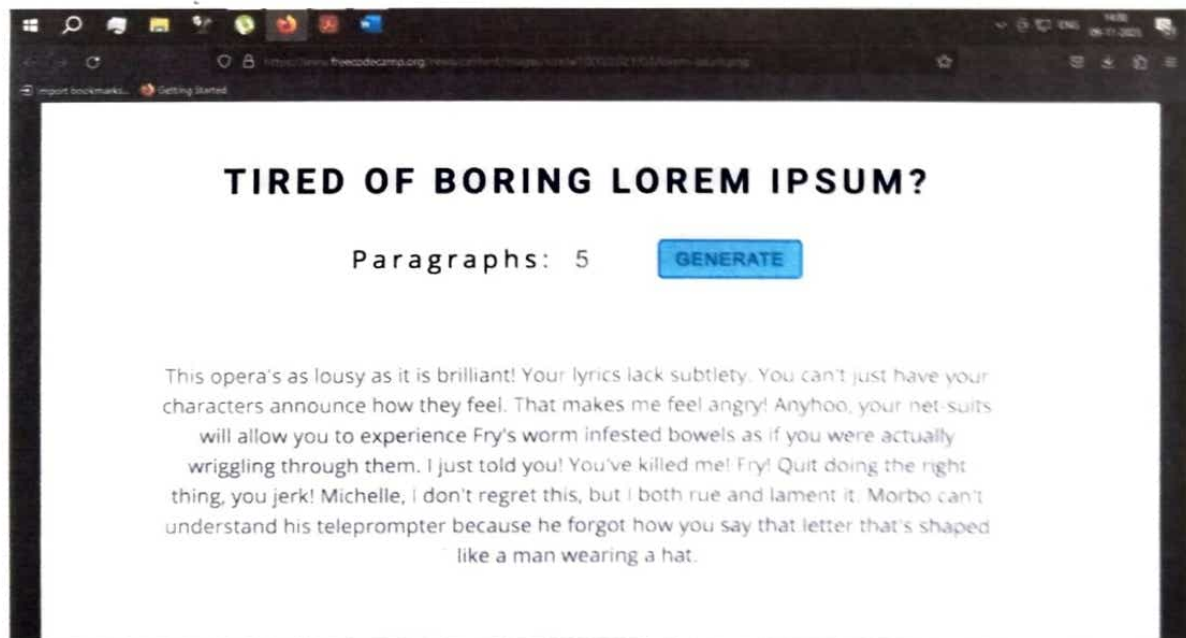 ENG
Import bookmarks...
Getting Started
TIRED OF BORING LOREM IPSUM?
Paragraphs: 5
GENERATE
This opera's as lousy as it is brilliant! Your lyrics lack subtlety. You can't just have your
characters announce how they feel. That makes me feel angry! Anyhoo, your net-suits
will allow you to experience Fry's worm infested bowels as if you were actually
wriggling through them. I just told you! You've killed me! Fry! Quit doing the right
thing, you jerk! Michelle, I don't regret this, but I both rue and lament it. Morbo can't
understand his teleprompter because he forgot how you say that letter that's shaped
like a man wearing a hat.